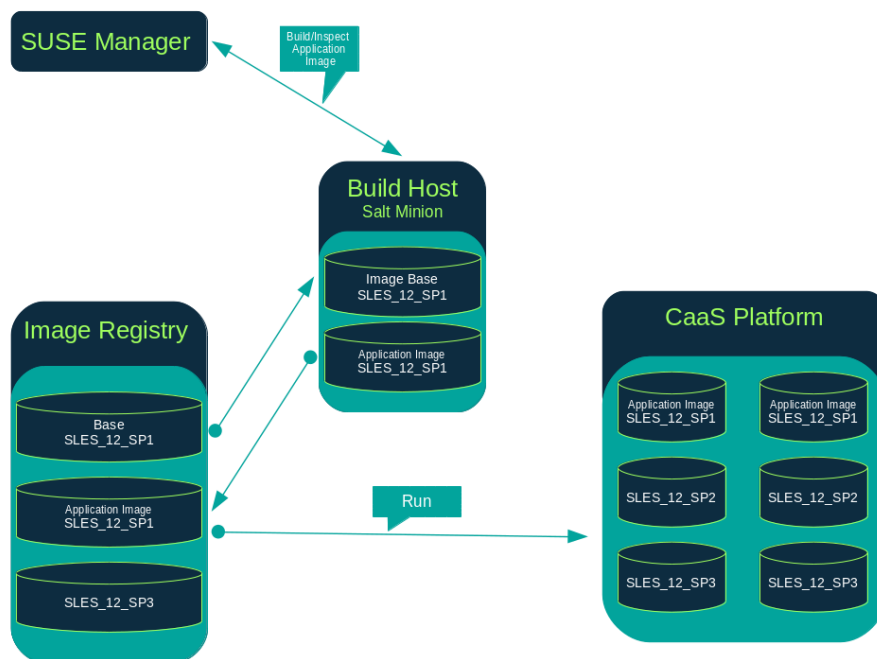 SUSE Manager
Build/Inspect
Application
Image
Build Host
Salt Minion
Image Base
SLES_12_SP1
Application Image
SLES_12_SP1
Image Registry
Base
SLES_12_SP1
Application Image
SLES_12_SP1
SLES_12_SP3
Run
CaaS Platform
Application Image
SLES_12_SP1
Application Image
SLES_12_SP1
SLES_12_SP2
SLES_12_SP2
SLES_12_SP3
SLES_12_SP3